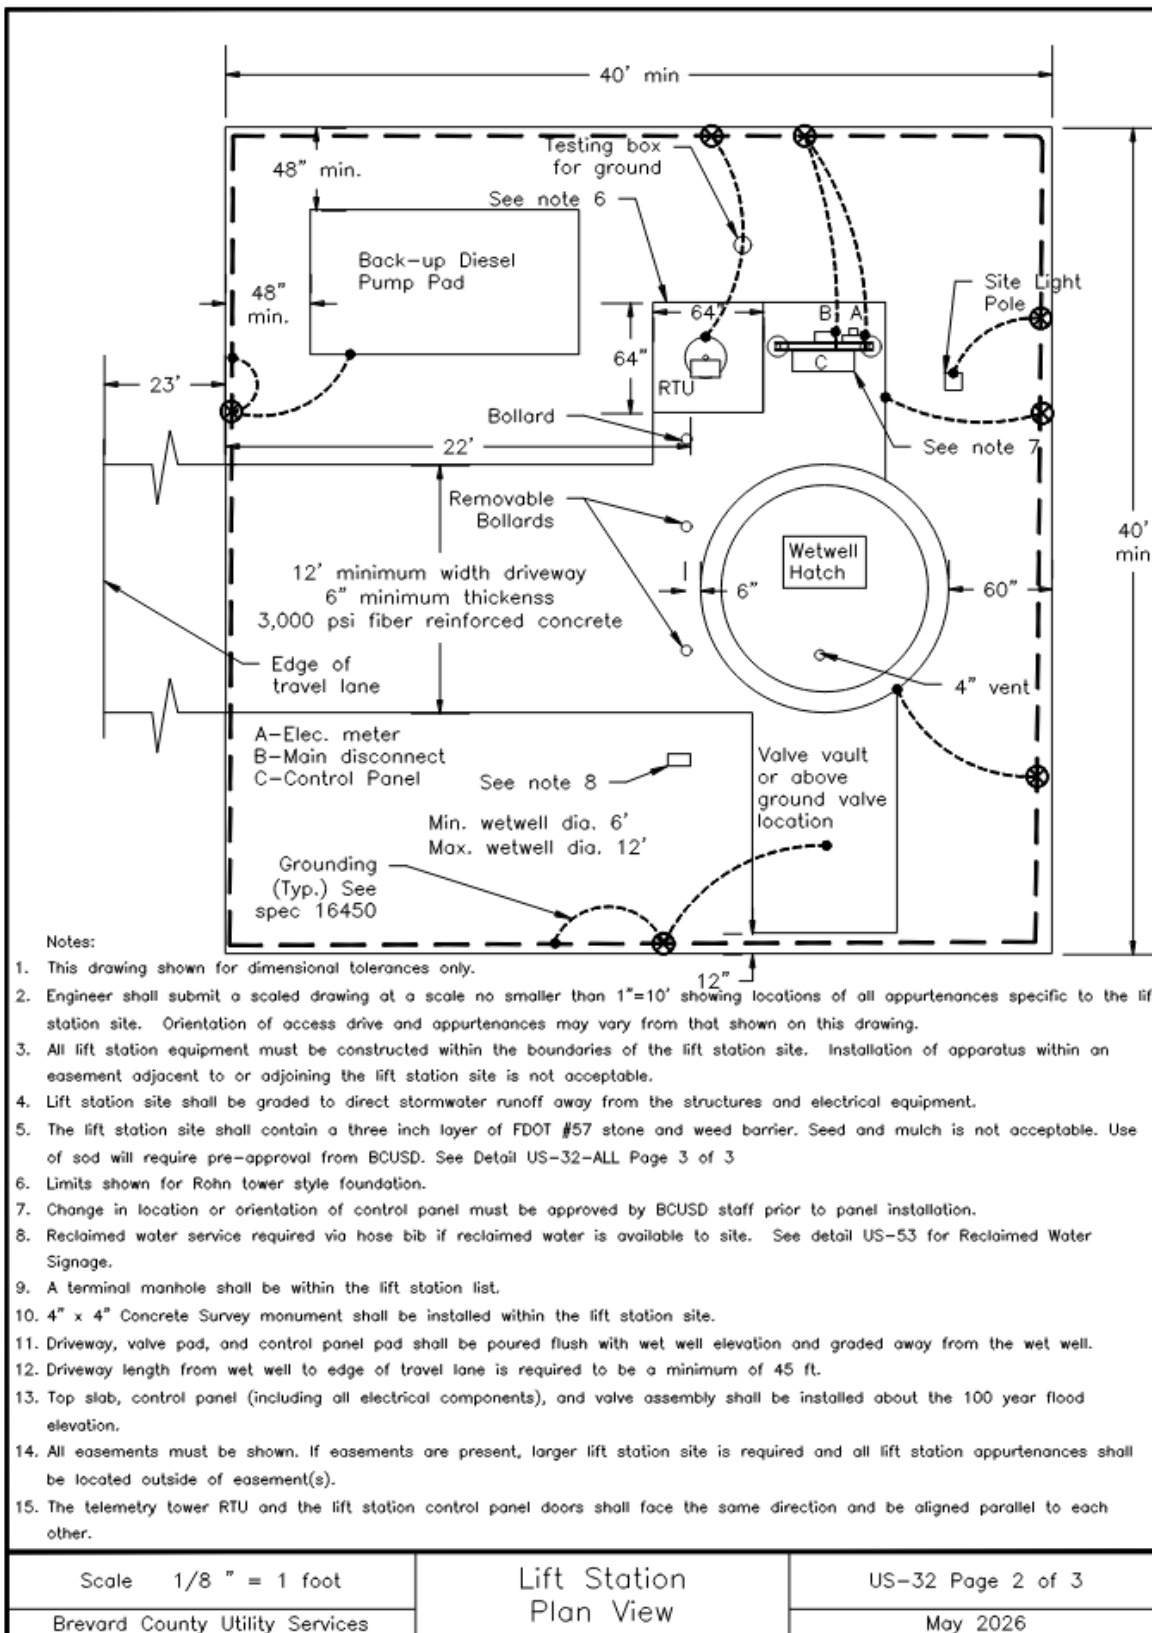 40' min
48" min.
Testing box
for ground
See note 6
Back-up Diesel
Pump Pad
48"
min.
Site Light
Pole
64"
B A
64"
C
RTU
23'
Bollard
22'
See note 7
Removable
Bollards
40'
min
Wetwell
Hatch
12' minimum width driveway
6" minimum thickenss
3,000 psi fiber reinforced concrete
6"
60"
Edge of
travel lane
4" vent
A-Elec. meter
B-Main disconnect
C-Control Panel
See note 8
Valve vault
or above
ground valve
location
Min. wetwell dia. 6'
Max. wetwell dia. 12'
Grounding
(Typ.) See
spec 16450
12"
Notes:
1. This drawing shown for dimensional tolerances only.
2. Engineer shall submit a scaled drawing at a scale no smaller than 1"=10' showing locations of all appurtenances specific to the lif
station site. Orientation of access drive and appurtenances may vary from that shown on this drawing.
3. All lift station equipment must be constructed within the boundaries of the lift station site. Installation of apparatus within an
easement adjacent to or adjoining the lift station site is not acceptable.
4. Lift station site shall be graded to direct stormwater runoff away from the structures and electrical equipment.
5. The lift station site shall contain a three inch layer of FDOT #57 stone and weed barrier. Seed and mulch is not acceptable. Use
of sod will require pre-approval from BCUSD. See Detail US-32-ALL Page 3 of 3
6. Limits shown for Rohn tower style foundation.
7. Change in location or orientation of control panel must be approved by BCUSD staff prior to panel installation.
8. Reclaimed water service required via hose bib if reclaimed water is available to site. See detail US-53 for Reclaimed Water
Signage.
9. A terminal manhole shall be within the lift station list.
10. 4" x 4" Concrete Survey monument shall be installed within the lift station site.
11. Driveway, valve pad, and control panel pad shall be poured flush with wet well elevation and graded away from the wet well.
12. Driveway length from wet well to edge of travel lane is required to be a minimum of 45 ft.
13. Top slab, control panel (including all electrical components), and valve assembly shall be installed about the 100 year flood
elevation.
14. All easements must be shown. If easements are present, larger lift station site is required and all lift station appurtenances shall
be located outside of easement(s).
15. The telemetry tower RTU and the lift station control panel doors shall face the same direction and be aligned parallel to each
other.
Scale 1/8 " = 1 foot
Brevard County Utility Services
Lift Station
Plan View
US-32 Page 2 of 3
May 2026